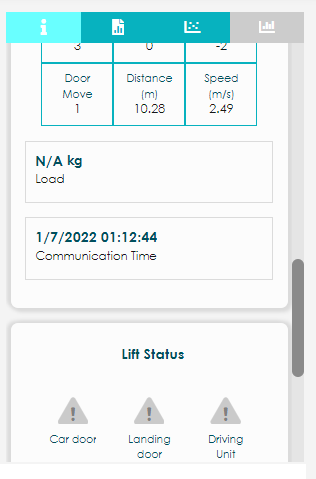 3 0 -2
Door Distance Speed
Move (m) (m/s)
1 10.28 2.49
N/A kg
Load
1/7/2022 01:12:44
Communication Time
Lift Status
Car door Landing Driving
door Unit